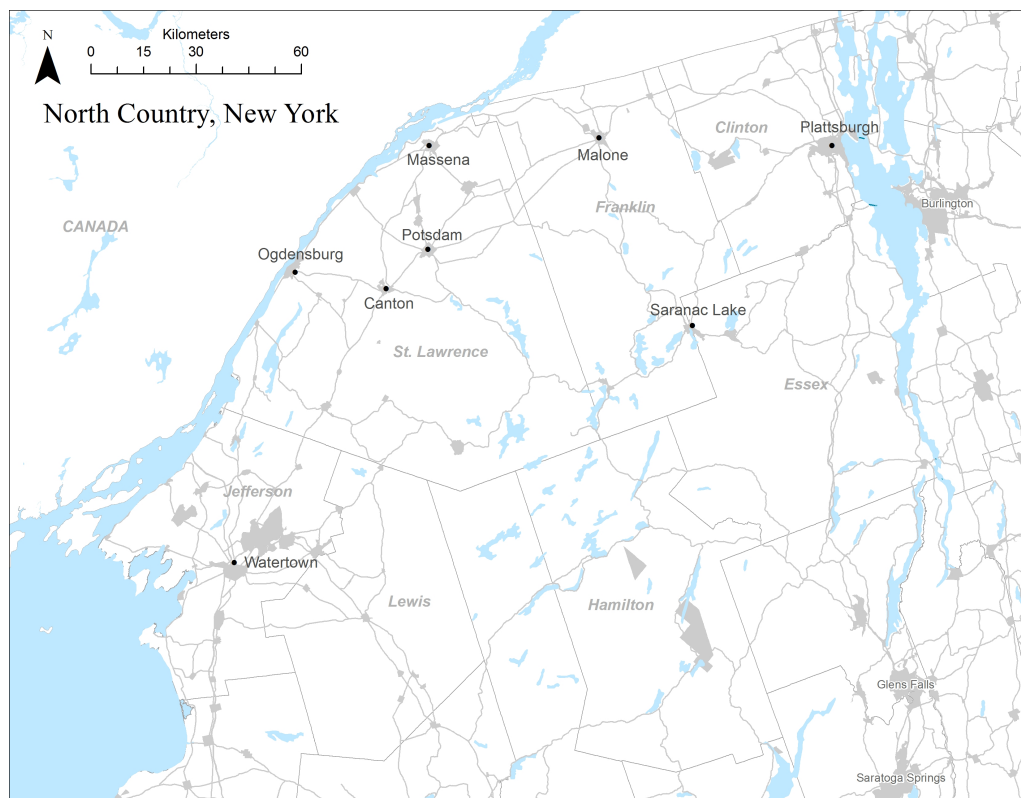 N
Kilometers
0 15 30 60
North Country, New York
Clinton
Plattsburgh
Massena
Malone
CANADA
Franklin
Burlington
Potsdam
Ogdensburg
Canton
Saranac Lake
St. Lawrence
Essex
Jefferson
Watertown
Lewis
Hamilton
Glens Falls
Saratoga Springs